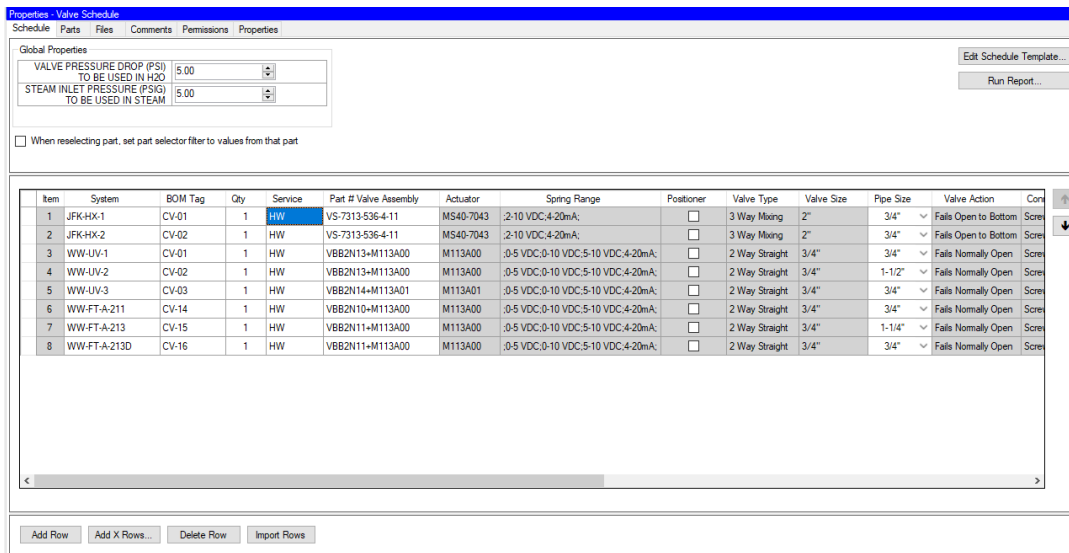 Properties - Valve Schedule
Schedule Parts Files Comments Permissions Properties
Global Properties
VALVE PRESSURE DROP (PSI) TO BE USED IN H2O 5.00
STEAM INLET PRESSURE (PSIG) TO BE USED IN STEAM 5.00
Edit Schedule Template...
Run Report...
When reselecting part, set part selector filter to values from that part
Item System BOM Tag Qty Service Part # Valve Assembly Actuator Spring Range Positioner Valve Type Valve Size Pipe Size Valve Action Conn
1 JFK-HX-1 CV-01 1 HW VS-7313-536-4-11 MS40-7043 ;2-10 VDC;4-20mA; 3 Way Mixing 2" 3/4" Fails Open to Bottom Screw
2 JFK-HX-2 CV-02 1 HW VS-7313-536-4-11 MS40-7043 ;2-10 VDC;4-20mA; 3 Way Mixing 2" 3/4" Fails Open to Bottom Screw
3 WW-UV-1 CV-01 1 HW VBB2N13+M113A00 M113A00 ;0-5 VDC;0-10 VDC;5-10 VDC;4-20mA; 2 Way Straight 3/4" 3/4" Fails Normally Open Screw
4 WW-UV-2 CV-02 1 HW VBB2N13+M113A00 M113A00 ;0-5 VDC;0-10 VDC;5-10 VDC;4-20mA; 2 Way Straight 3/4" 1-1/2" Fails Normally Open Screw
5 WW-UV-3 CV-03 1 HW VBB2N14+M113A01 M113A01 ;0-5 VDC;0-10 VDC;5-10 VDC;4-20mA; 2 Way Straight 3/4" 3/4" Fails Normally Open Screw
6 WW-FT-A-211 CV-14 1 HW VBB2N10+M113A00 M113A00 ;0-5 VDC;0-10 VDC;5-10 VDC;4-20mA; 2 Way Straight 3/4" 3/4" Fails Normally Open Screw
7 WW-FT-A-213 CV-15 1 HW VBB2N11+M113A00 M113A00 ;0-5 VDC;0-10 VDC;5-10 VDC;4-20mA; 2 Way Straight 3/4" 1-1/4" Fails Normally Open Screw
8 WW-FT-A-213D CV-16 1 HW VBB2N11+M113A00 M113A00 ;0-5 VDC;0-10 VDC;5-10 VDC;4-20mA; 2 Way Straight 3/4" 3/4" Fails Normally Open Screw
Add Row Add X Rows... Delete Row Import Rows